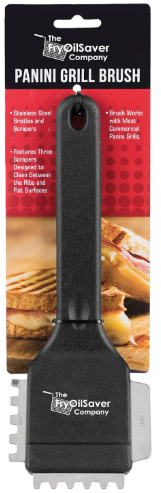 The
FryOilSaver
Company
PANINI GRILL BRUSH
• Stainless Steel
Bristles and
Scrapers
• Features Three
Scrapers
Designed to
Clean Between
the Ribs and
Flat Surfaces
• Brush Works
with Most
Commercial
Panini Grills
The
FryOilSaver
Company